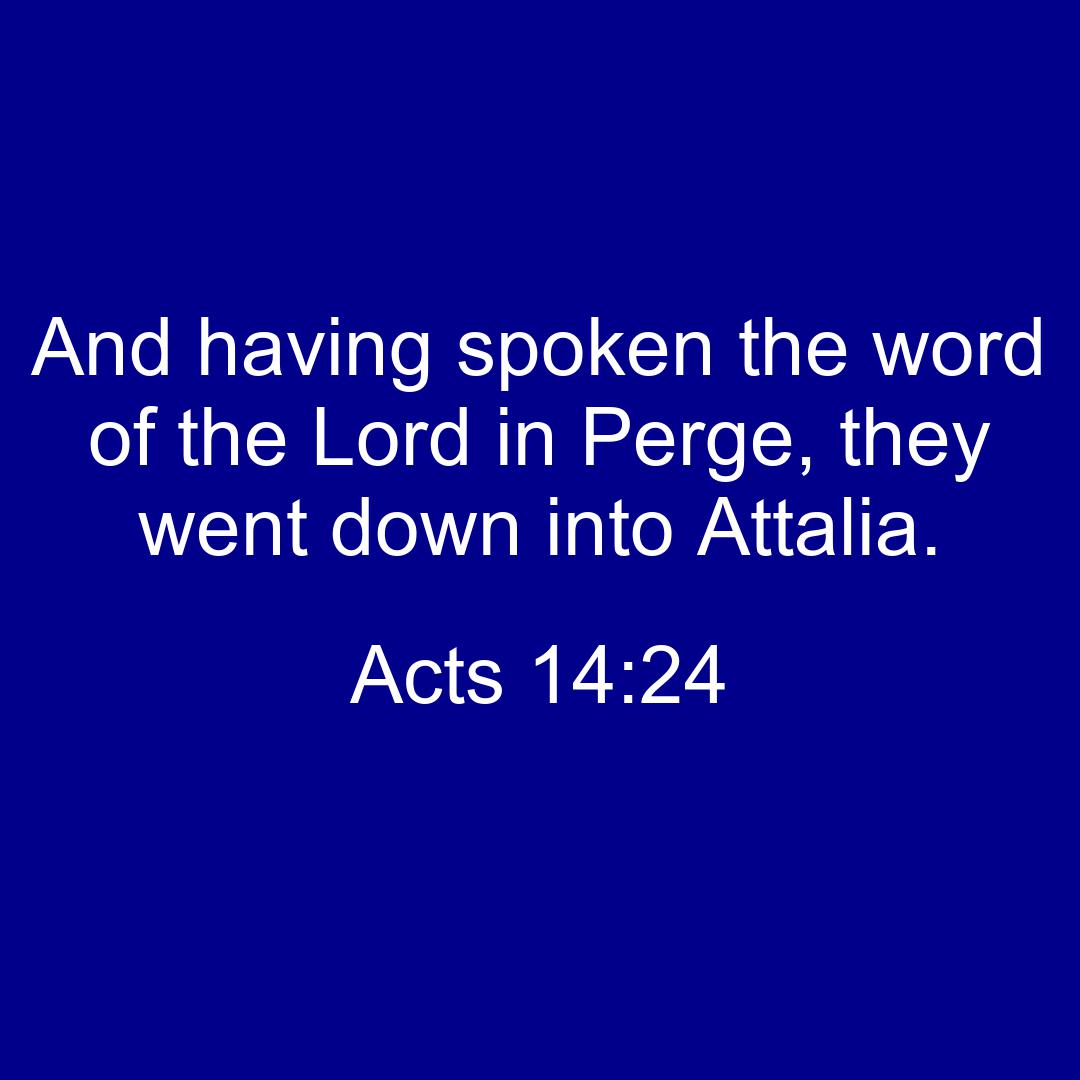 And having spoken the word
of the Lord in Perge, they
went down into Attalia.
Acts 14:24